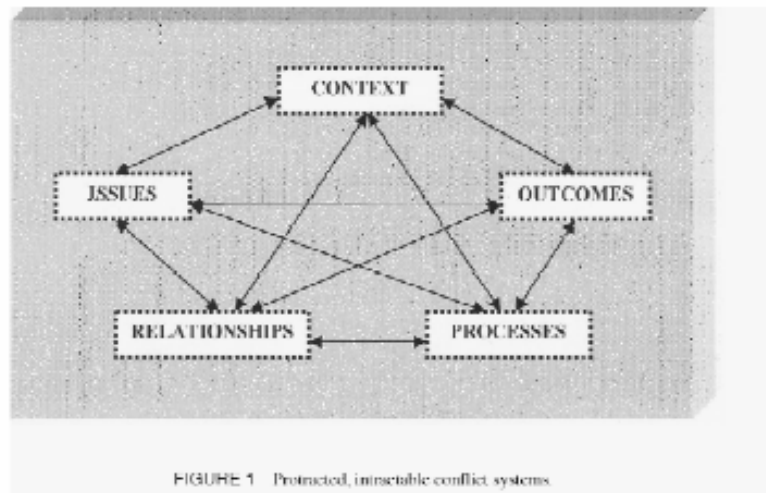 CONTEXT
ISSUES
OUTCOMES
RELATIONSHIPS
PROCESSES
FIGURE 1 Protracted, intractable conflict systems.